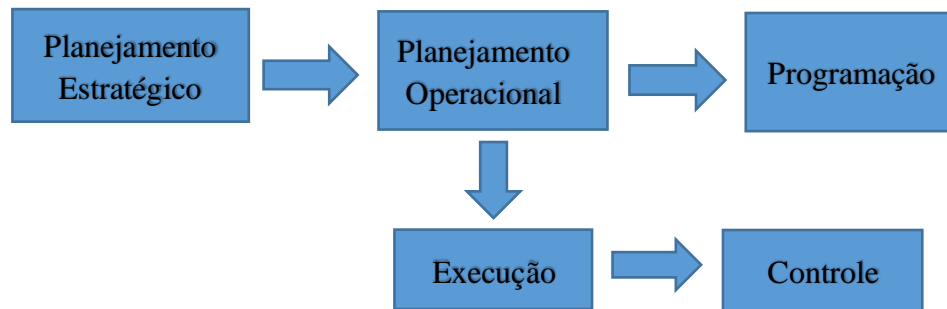 Planejamento
Estratégico
Planejamento
Operacional
Programação
Execução
Controle